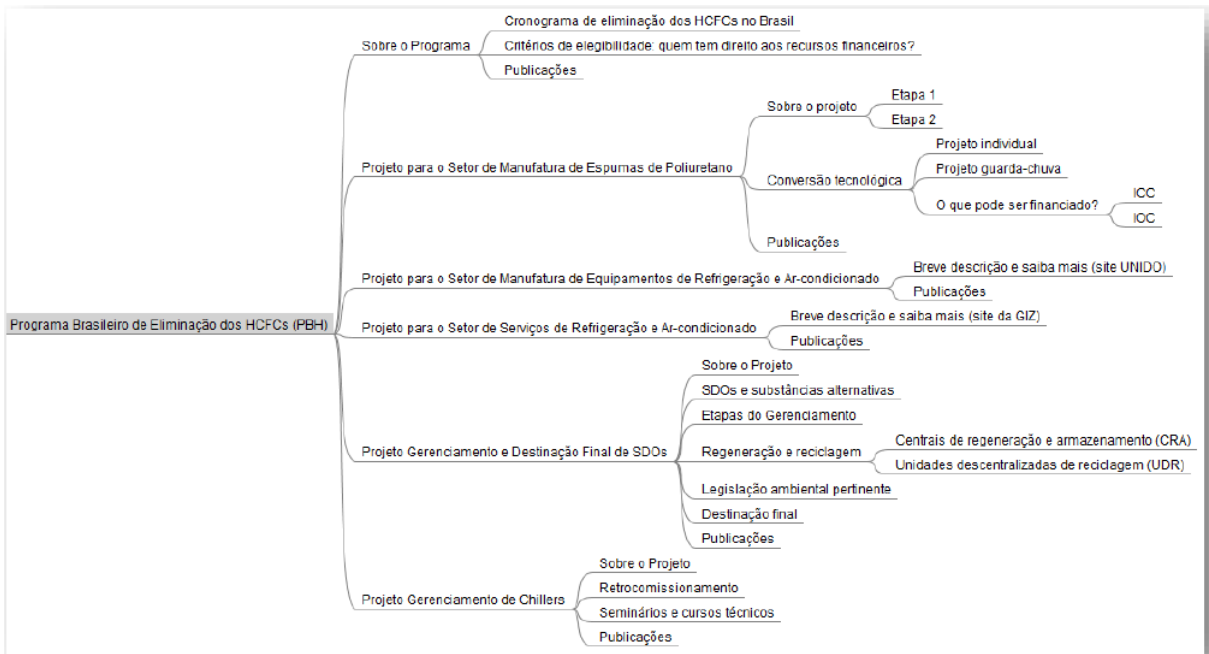 Programa Brasileiro de Eliminação dos HCFCs (PBH)
Sobre o Programa
Cronograma de eliminação dos HCFCs no Brasil
Critérios de elegibilidade: quem tem direito aos recursos financeiros?
Publicações
Projeto para o Setor de Manufatura de Espumas de Poliuretano
Sobre o projeto
Etapa 1
Etapa 2
Conversão tecnológica
Projeto individual
Projeto guarda-chuva
O que pode ser financiado?
ICC
IOC
Publicações
Projeto para o Setor de Manufatura de Equipamentos de Refrigeração e Ar-condicionado
Breve descrição e saiba mais (site UNIDO)
Publicações
Projeto para o Setor de Serviços de Refrigeração e Ar-condicionado
Breve descrição e saiba mais (site da GIZ)
Publicações
Projeto Gerenciamento e Destinação Final de SDOs
Sobre o Projeto
SDOs e substâncias alternativas
Etapas do Gerenciamento
Regeneração e reciclagem
Centrais de regeneração e armazenamento (CRA)
Unidades descentralizadas de reciclagem (UDR)
Legislação ambiental pertinente
Destinação final
Publicações
Projeto Gerenciamento de Chillers
Sobre o Projeto
Retrocomissionamento
Seminários e cursos técnicos
Publicações